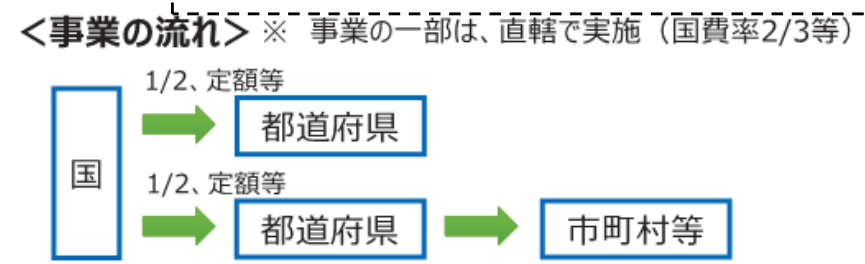 <事業の流れ> ※ 事業の一部は、直轄で実施(国費率2/3等)
1/2、定額等
都道府県
国
1/2、定額等
都道府県 市町村等